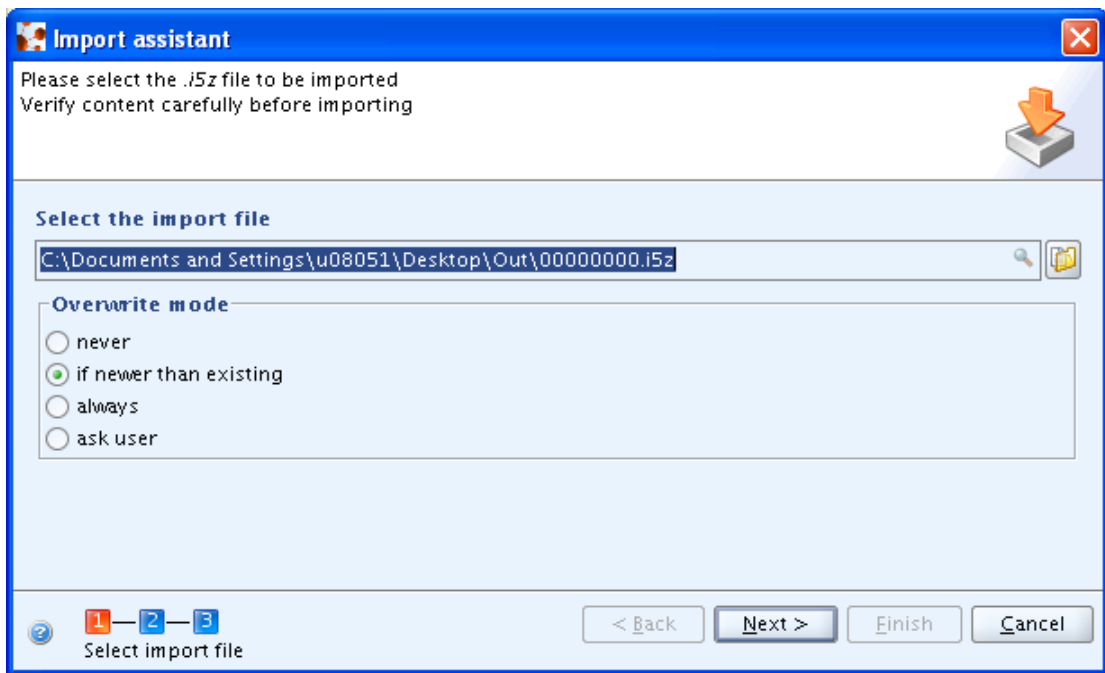 Import assistant
Please select the .i5z file to be imported
Verify content carefully before importing
Select the import file
C:\Documents and Settings\u08051\Desktop\Out\00000000.i5z
Overwrite mode
never
if newer than existing
always
ask user
1 2 3
Select import file
< Back Next > Finish Cancel